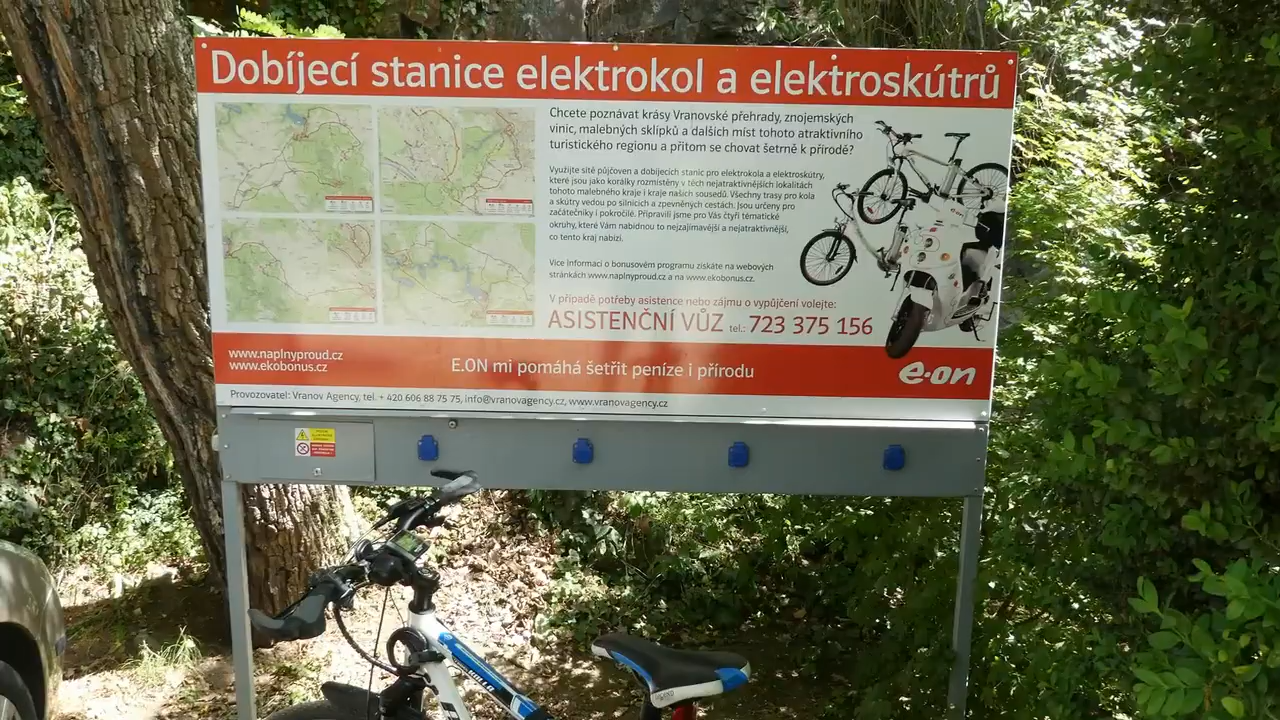 Dobíjecí stanice elektrokol a elektroskútrů
Chcete poznávat krásy Vranovské přehrady, znojemských
vinic, malebných sklípků a dalších míst tohoto atraktivního
turistického regionu a přitom se chovat šetrně k přírodě?
Využijte sítě půjčoven a dobíjecích stanic pro elektrokola a elektroskútry,
které jsou jako korálky rozmístěny v těch nejatraktivnějších lokalitách
tohoto malebného kraje i kraje našich sousedů. Všechny trasy pro kola
a skútry vedou po silnicích a zpevněných cestách. Jsou určeny pro
začátečníky i pokročilé. Připravili jsme pro Vás čtyři tématické
okruhy, které Vám nabídnou to nejzajímavější a nejatraktivnější,
co tento kraj nabízí.
Více informací o bonusovém programu získáte na webových
stránkách www.naplnyproud.cz a na www.ekobonus.cz.
V případě potřeby asistence nebo zájmu o vypůjčení volejte:
ASISTENČNÍ VŮZ tel.: 723 375 156
www.naplnyproud.cz
www.ekobonus.cz
E.ON mi pomáhá šetřit peníze i přírodu
e·on
Provozovatel: Vranov Agency, tel. + 420 606 88 75 75, info@vranovagency.cz, www.vranovagency.cz